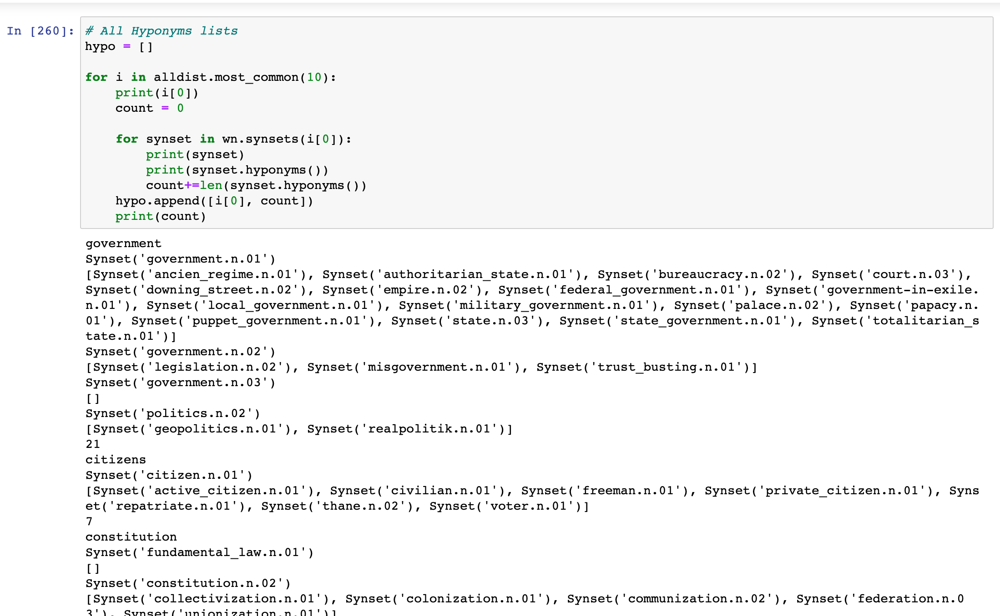 In [260]:
# All Hyponyms lists
hypo = []
for i in alldist.most_common(10):
    print(i[0])
    count = 0
    for synset in wn.synsets(i[0]):
        print(synset)
        print(synset.hyponyms())
        count+=len(synset.hyponyms())
    hypo.append([i[0], count])
    print(count)
government
Synset('government.n.01')
[Synset('ancien_regime.n.01'), Synset('authoritarian_state.n.01'), Synset('bureaucracy.n.02'), Synset('court.n.03'),
Synset('downing_street.n.02'), Synset('empire.n.02'), Synset('federal_government.n.01'), Synset('government-in-exile.
n.01'), Synset('local_government.n.01'), Synset('military_government.n.01'), Synset('palace.n.02'), Synset('papacy.n.
01'), Synset('puppet_government.n.01'), Synset('state.n.03'), Synset('state_government.n.01'), Synset('totalitarian_s
tate.n.01')]
Synset('government.n.02')
[Synset('legislation.n.02'), Synset('misgovernment.n.01'), Synset('trust_busting.n.01')]
Synset('government.n.03')
[]
Synset('politics.n.02')
[Synset('geopolitics.n.01'), Synset('realpolitik.n.01')]
21
citizens
Synset('citizen.n.01')
[Synset('active_citizen.n.01'), Synset('civilian.n.01'), Synset('freeman.n.01'), Synset('private_citizen.n.01'), Syns
et('repatriate.n.01'), Synset('thane.n.02'), Synset('voter.n.01')]
7
constitution
Synset('fundamental_law.n.01')
[]
Synset('constitution.n.02')
[Synset('collectivization.n.01'), Synset('colonization.n.01'), Synset('communization.n.02'), Synset('federation.n.0
3'), Synset('unionization.n.01')]